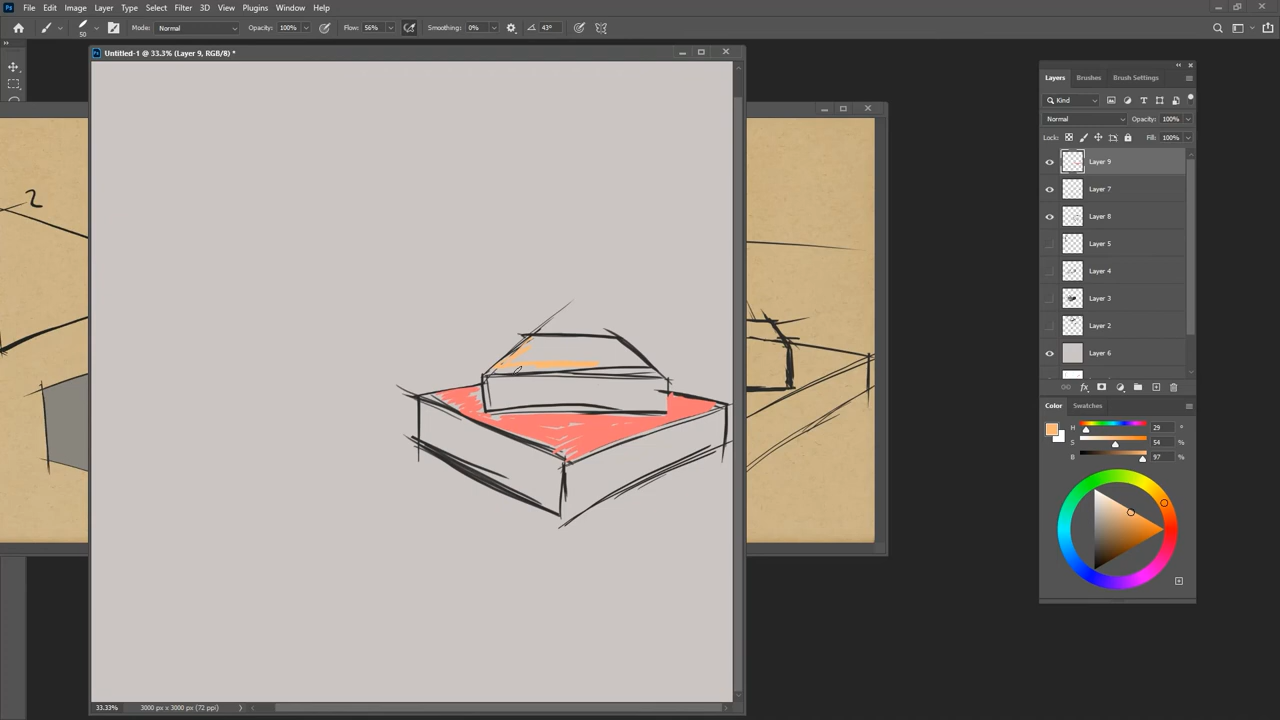 Ps File Edit Image Layer Type Select Filter 3D View Plugins Window Help
50 Mode: Normal Opacity: 100% Flow: 56% Smoothing: 0% 43°
Untitled-1 @ 33.3% (Layer 9, RGB/8) *
2
Layers Brushes Brush Settings
Kind
Normal Opacity: 100%
Lock: Fill: 100%
Layer 9
Layer 7
Layer 8
Layer 5
Layer 4
Layer 3
Layer 2
Layer 6
fx
Color Swatches
H 29 °
S 54 %
B 97 %
33.33% 3000 px x 3000 px (72 ppi)